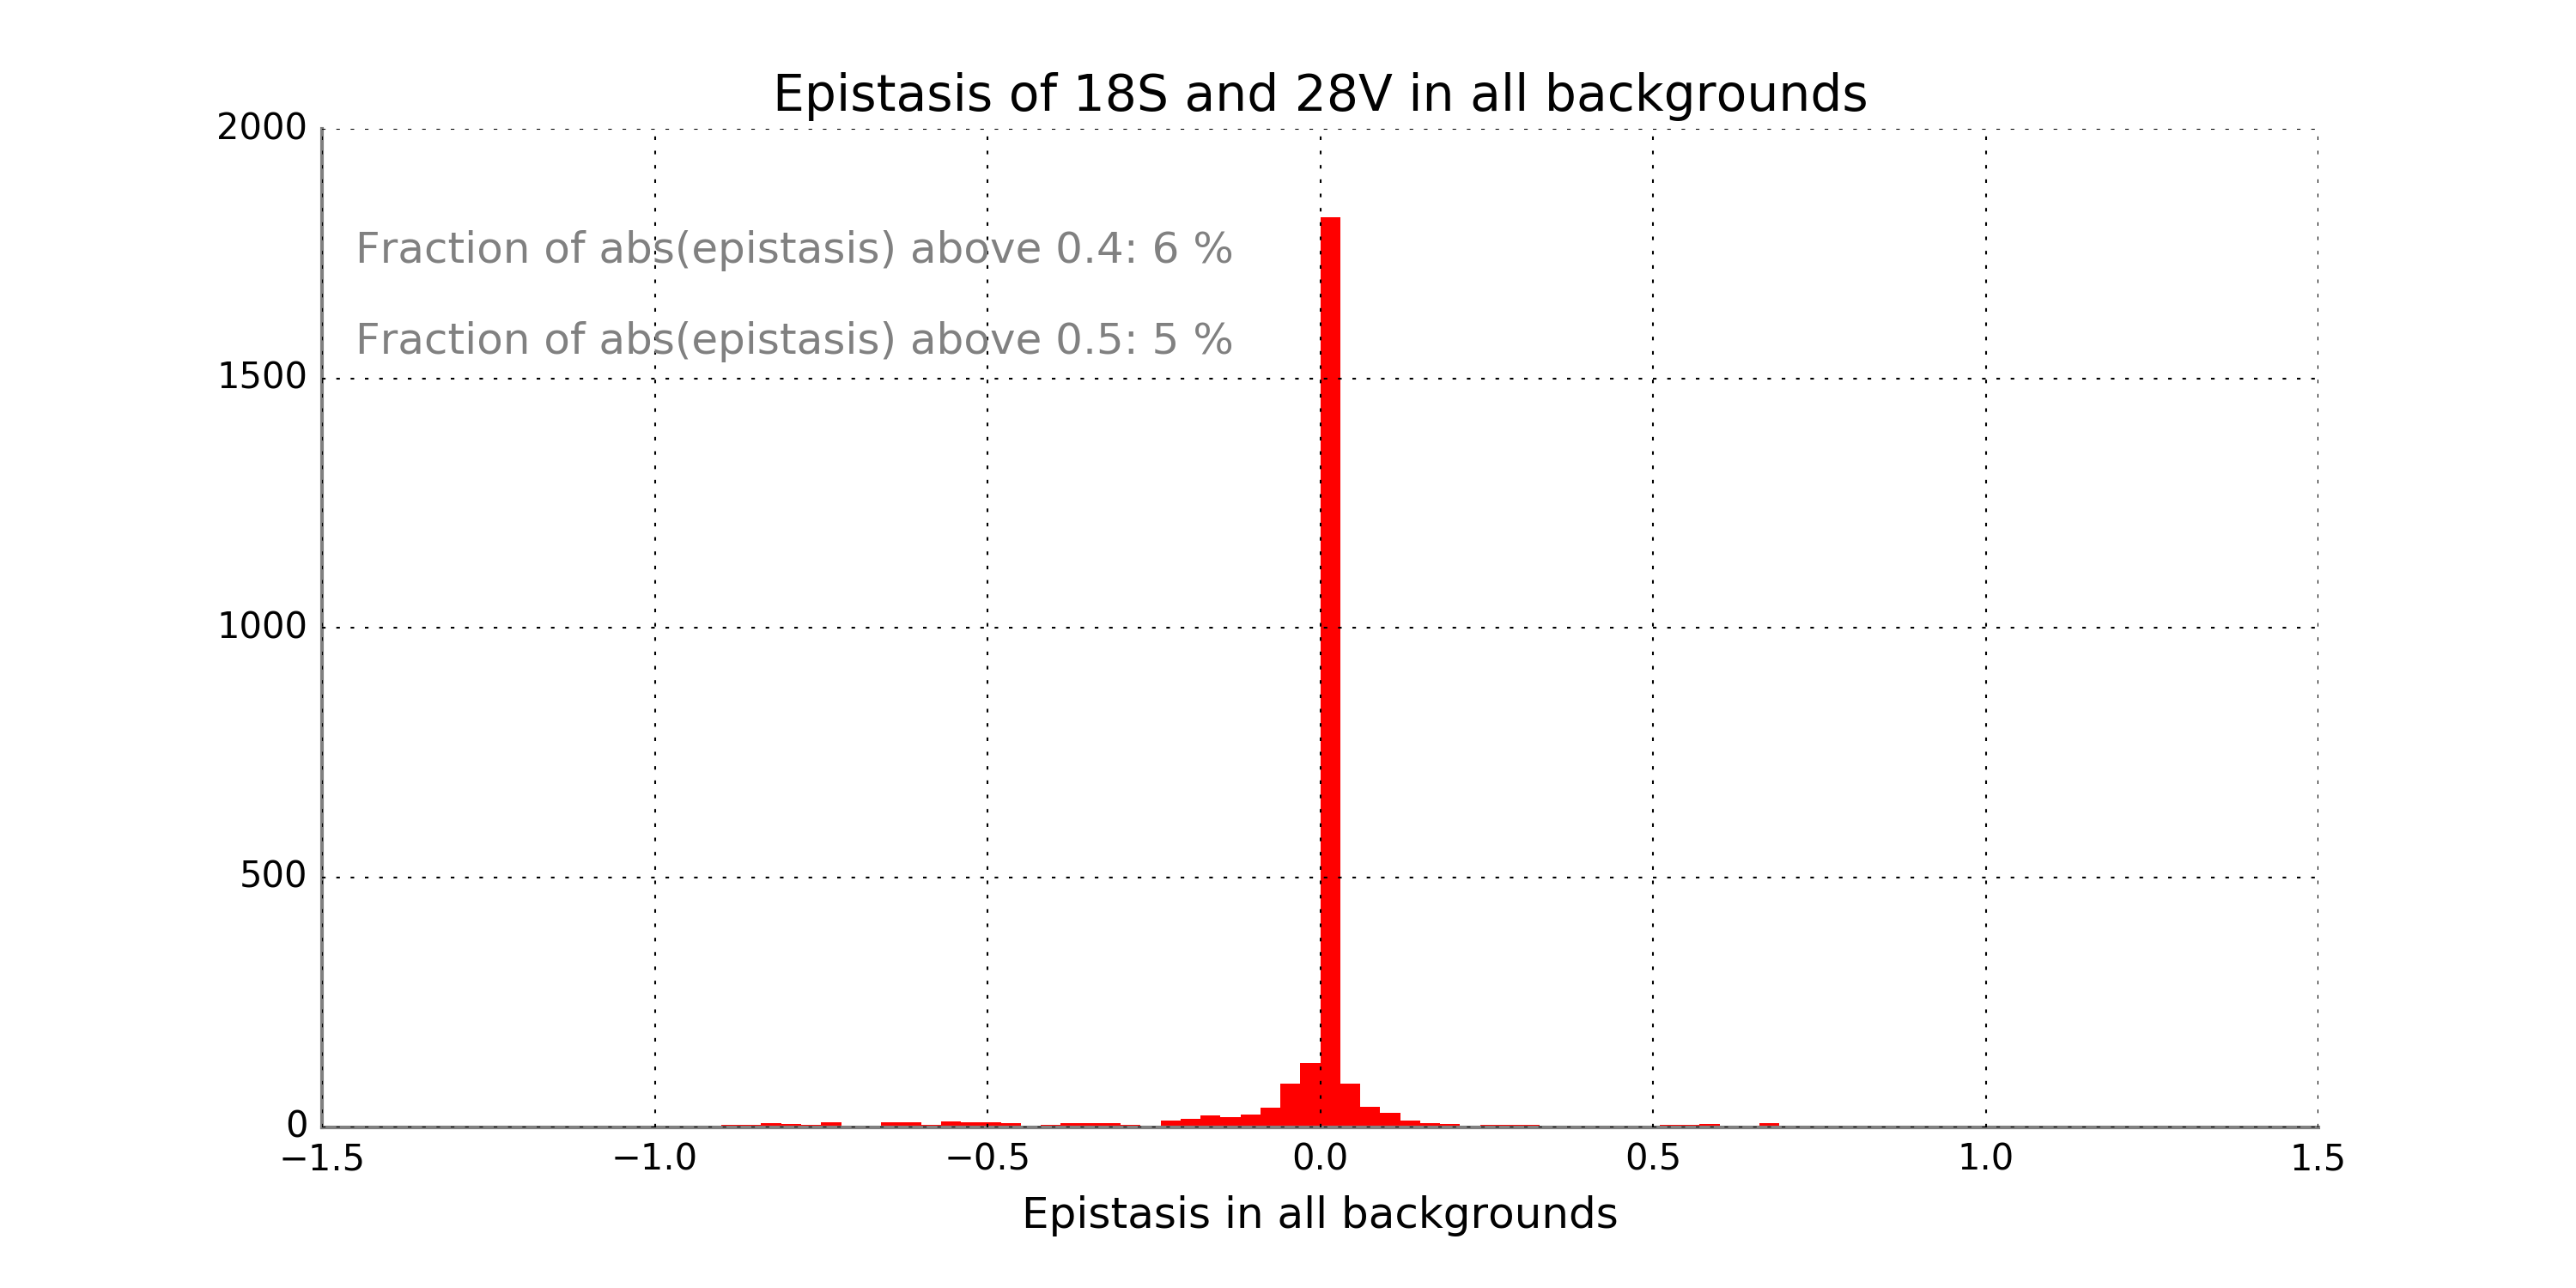 Epistasis of 18S and 28V in all backgrounds
2000
Fraction of abs(epistasis) above 0.4: 6 %
Fraction of abs(epistasis) above 0.5: 5 %
1500
1000
500
0
−1.5 −1.0 −0.5 0.0 0.5 1.0 1.5
Epistasis in all backgrounds